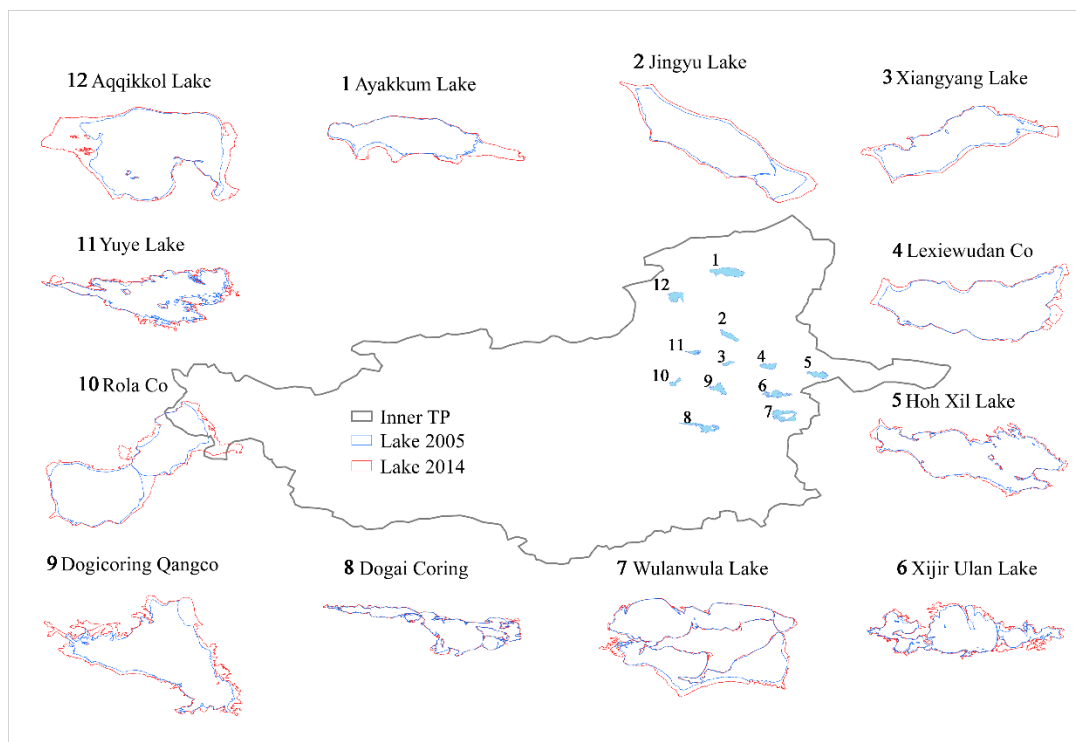 2 Jingyu Lake
12 Aqqikkol Lake
1 Ayakkum Lake
3 Xiangyang Lake
11 Yuye Lake
4 Lexiewudan Co
1
12
2
11
3
4
5
10
9
6
10 Rola Co
7
8
5 Hoh Xil Lake
Inner TP
Lake 2005
Lake 2014
9 Dogicoring Qangco
8 Dogai Coring
7 Wulanwula Lake
6 Xijir Ulan Lake